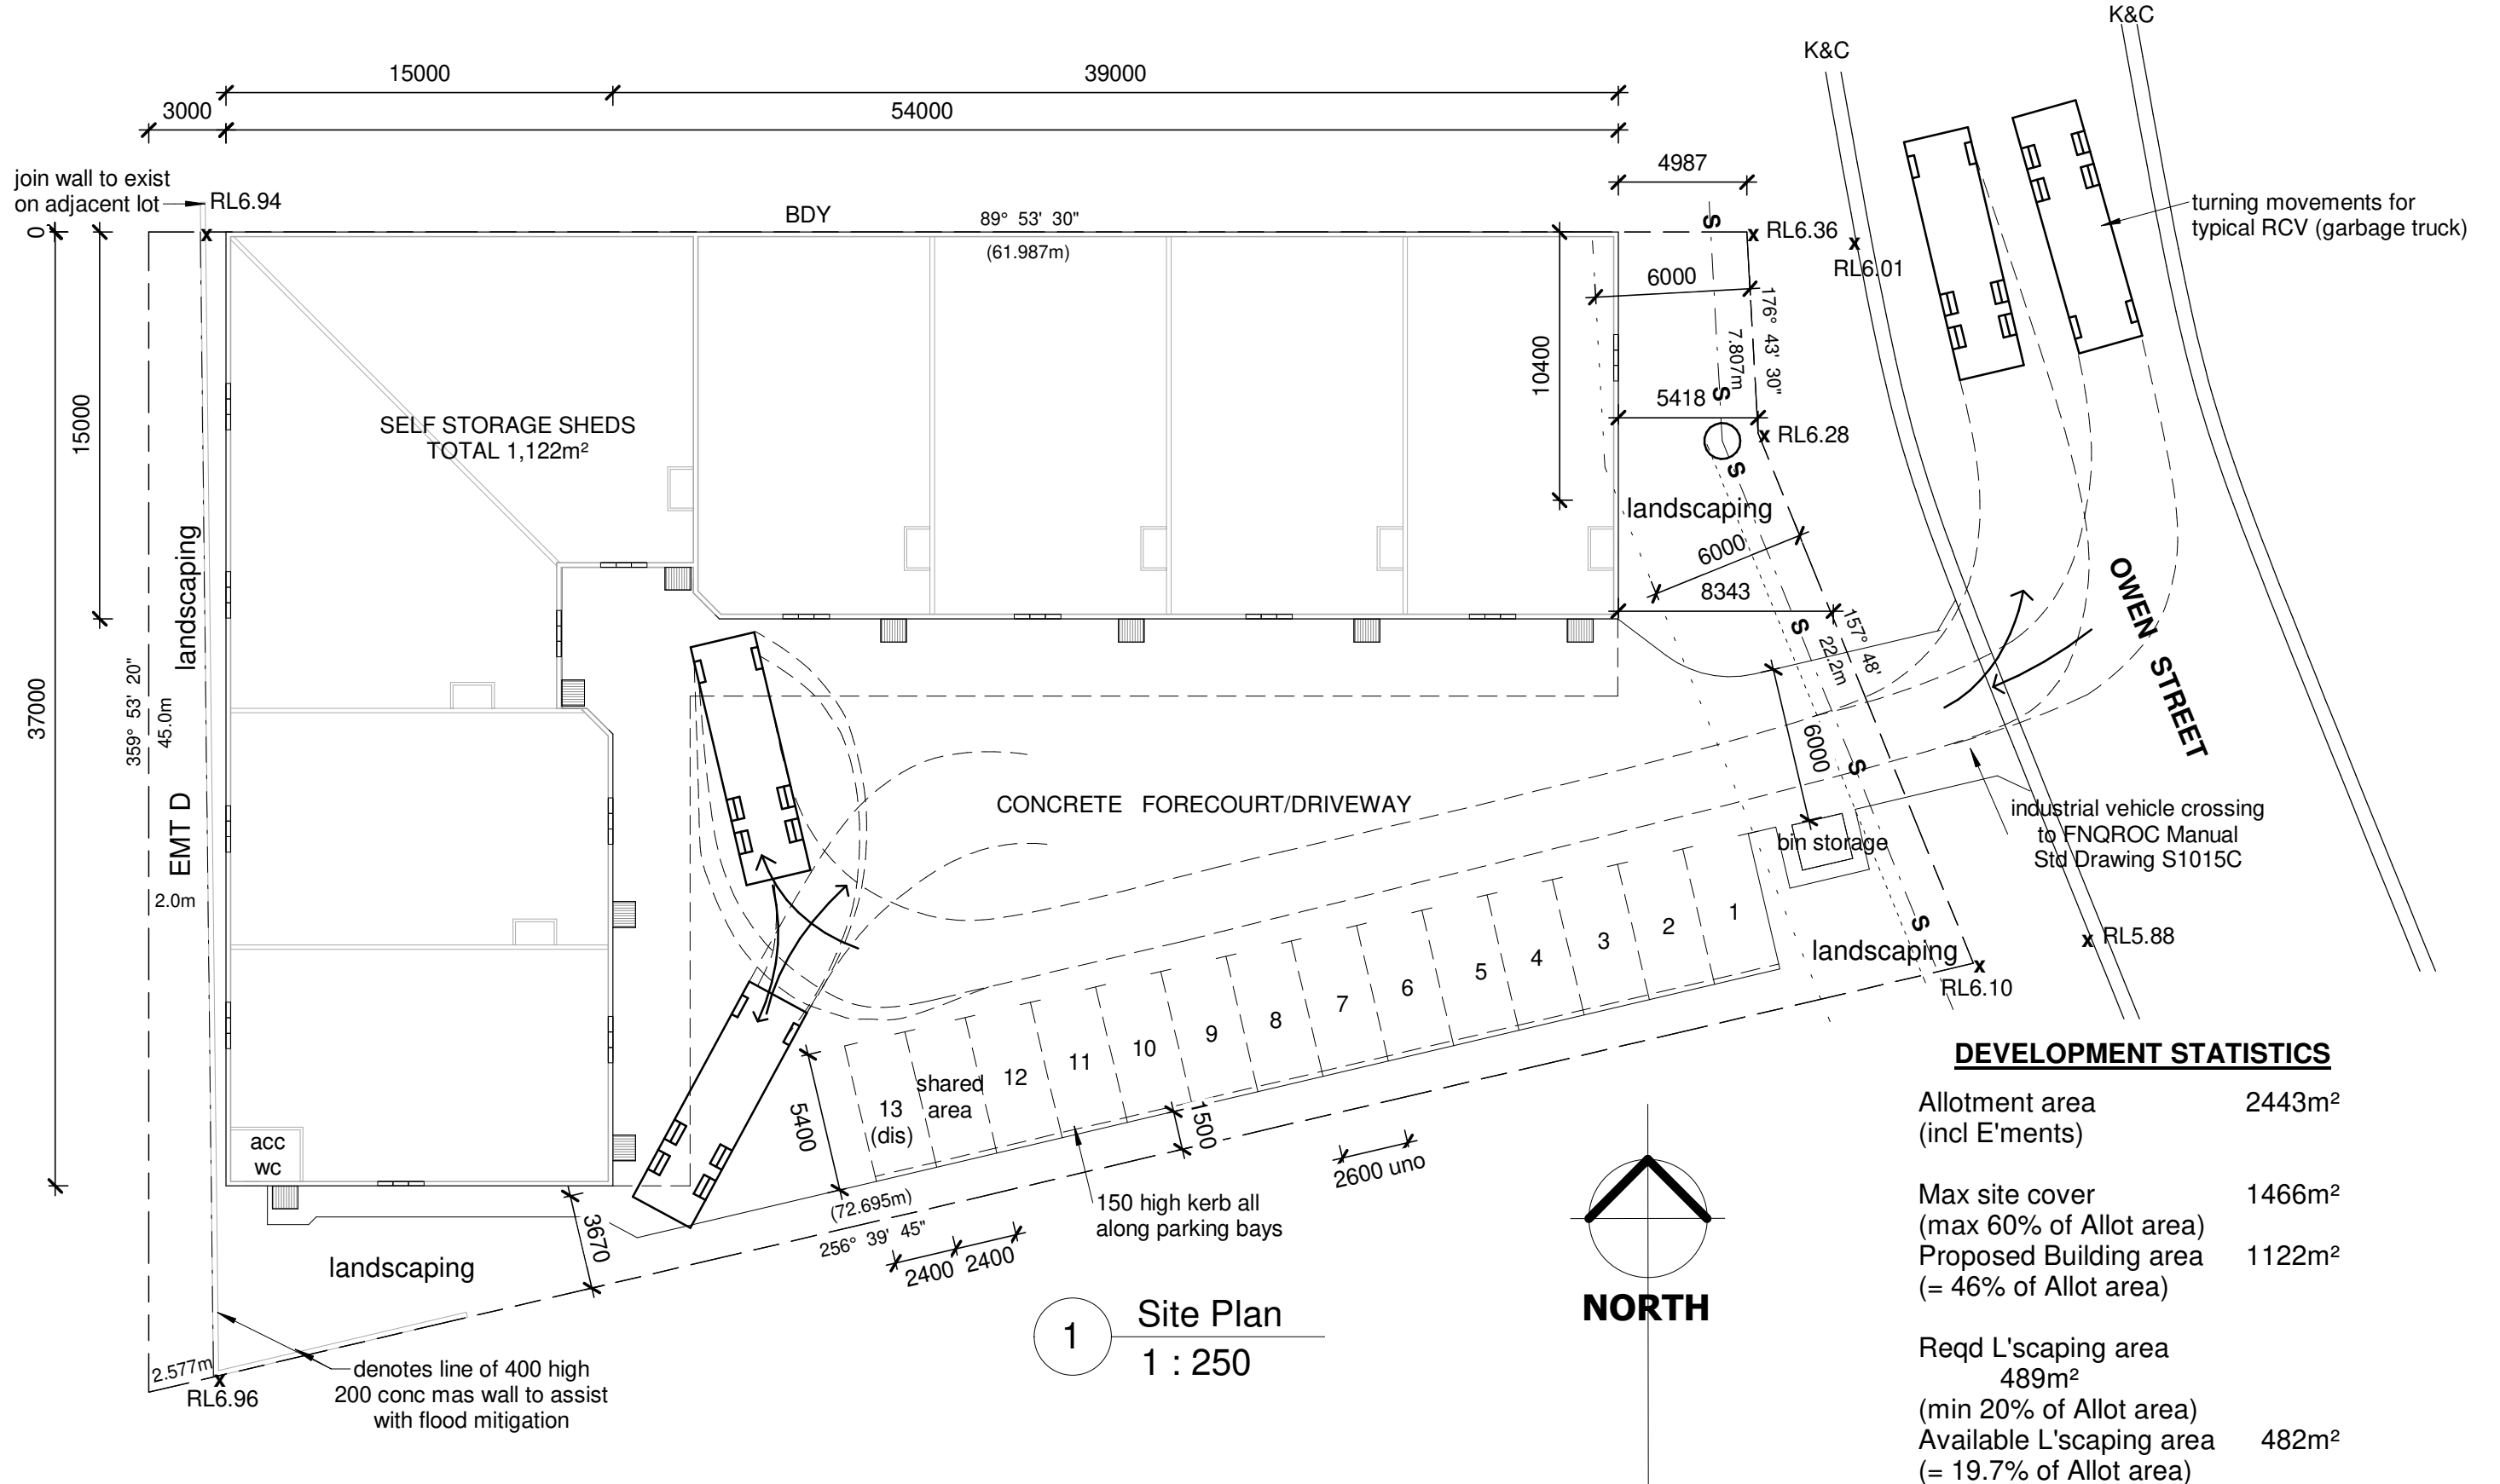 K&C
K&C
15000
39000
3000
54000
4987
join wall to exist
on adjacent lot
RL6.94
BDY
89° 53' 30"
(61.987m)
S
RL6.36
RL6.01
turning movements for
typical RCV (garbage truck)
0
6000
176° 43' 30"
7.807m
10400
15000
5418
S
RL6.28
SELF STORAGE SHEDS
TOTAL 1,122m²
S
landscaping
6000
8343
landscaping
OWEN STREET
157° 48'
22.2m
S
37000
359° 53' 20"
45.0m
6000
S
CONCRETE FORECOURT/DRIVEWAY
EMT D
2.0m
bin storage
industrial vehicle crossing
to FNQROC Manual
Std Drawing S1015C
1
2
3
4
5
6
7
8
9
10
11
12
shared
area
13
(dis)
S
landscaping
RL5.88
RL6.10
5400
1500
2600 uno
acc
wc
3670
(72.695m)
256° 39' 45"
2400 2400
150 high kerb all
along parking bays
landscaping
2.577m
RL6.96
denotes line of 400 high
200 conc mas wall to assist
with flood mitigation
1
Site Plan
1 : 250
NORTH
DEVELOPMENT STATISTICS
Allotment area 2443m²
(incl E'ments)
Max site cover 1466m²
(max 60% of Allot area)
Proposed Building area 1122m²
(= 46% of Allot area)
Reqd L'scaping area
489m²
(min 20% of Allot area)
Available L'scaping area 482m²
(= 19.7% of Allot area)